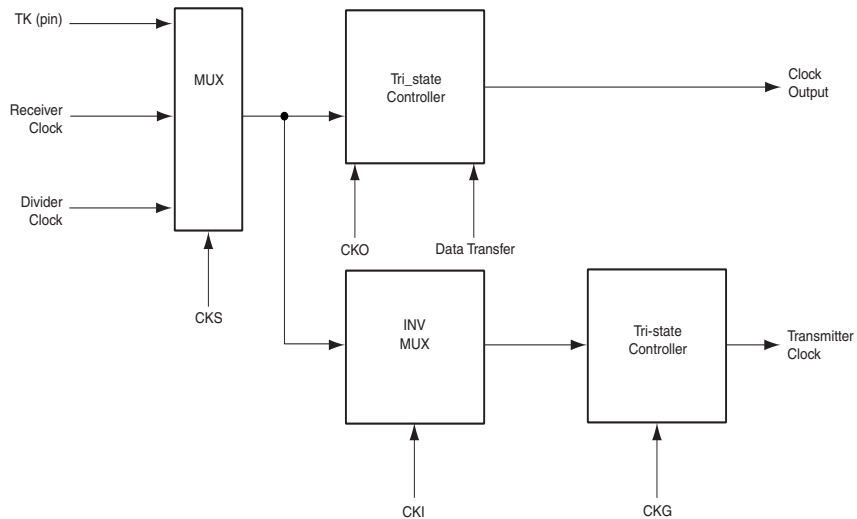 TK (pin)
MUX
Tri_state
Controller
Clock
Output
Receiver
Clock
Divider
Clock
CKO
Data Transfer
CKS
INV
MUX
Tri-state
Controller
Transmitter
Clock
CKI
CKG